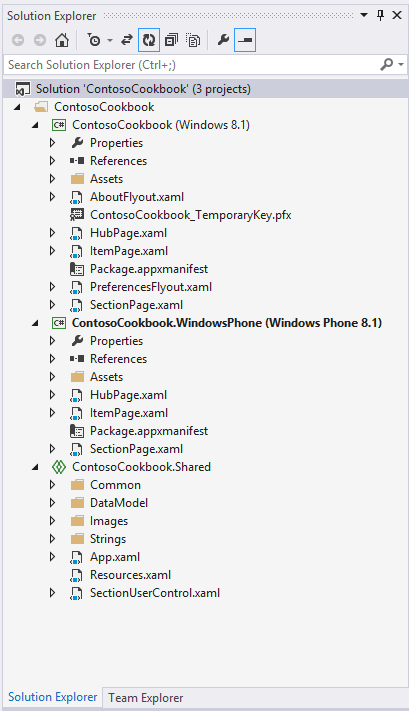 Solution Explorer
Search Solution Explorer (Ctrl+;)
Solution 'ContosoCookbook' (3 projects)
ContosoCookbook
C# ContosoCookbook (Windows 8.1)
Properties
References
Assets
AboutFlyout.xaml
ContosoCookbook_TemporaryKey.pfx
HubPage.xaml
ItemPage.xaml
Package.appxmanifest
PreferencesFlyout.xaml
SectionPage.xaml
C# ContosoCookbook.WindowsPhone (Windows Phone 8.1)
Properties
References
Assets
HubPage.xaml
ItemPage.xaml
Package.appxmanifest
SectionPage.xaml
ContosoCookbook.Shared
Common
DataModel
Images
Strings
App.xaml
Resources.xaml
SectionUserControl.xaml
Solution Explorer Team Explorer